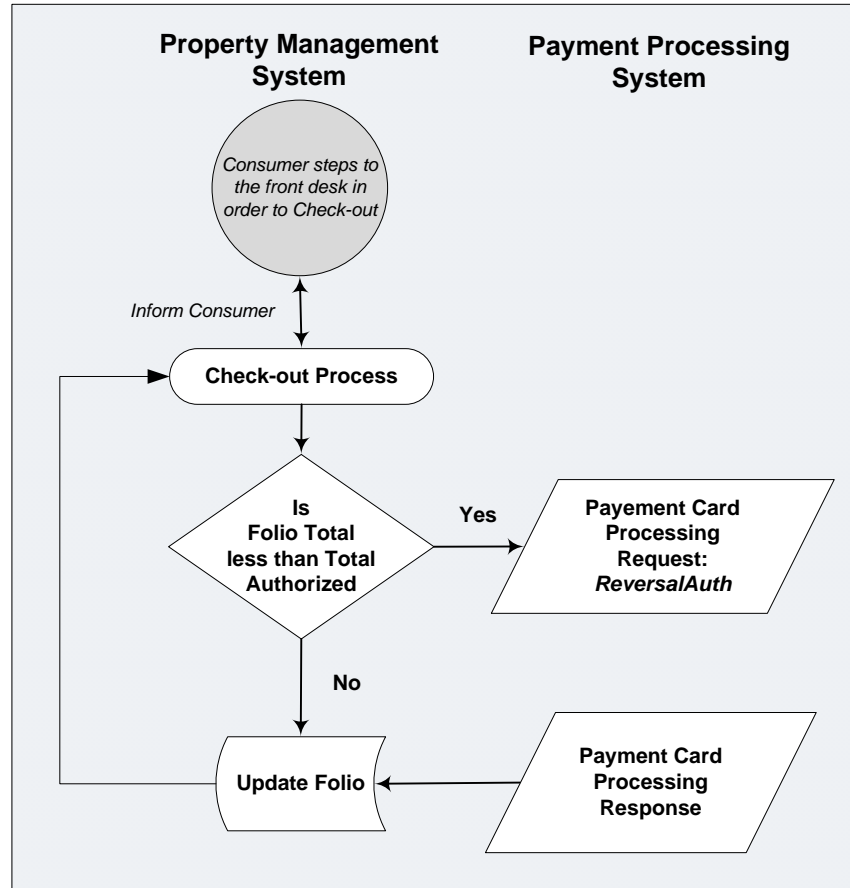 Property Management
System
Payment Processing
System
Consumer steps to
the front desk in
order to Check-out
Inform Consumer
Check-out Process
Is
Folio Total
less than Total
Authorized
Yes
Payement Card
Processing
Request:
ReversalAuth
No
Update Folio
Payment Card
Processing
Response